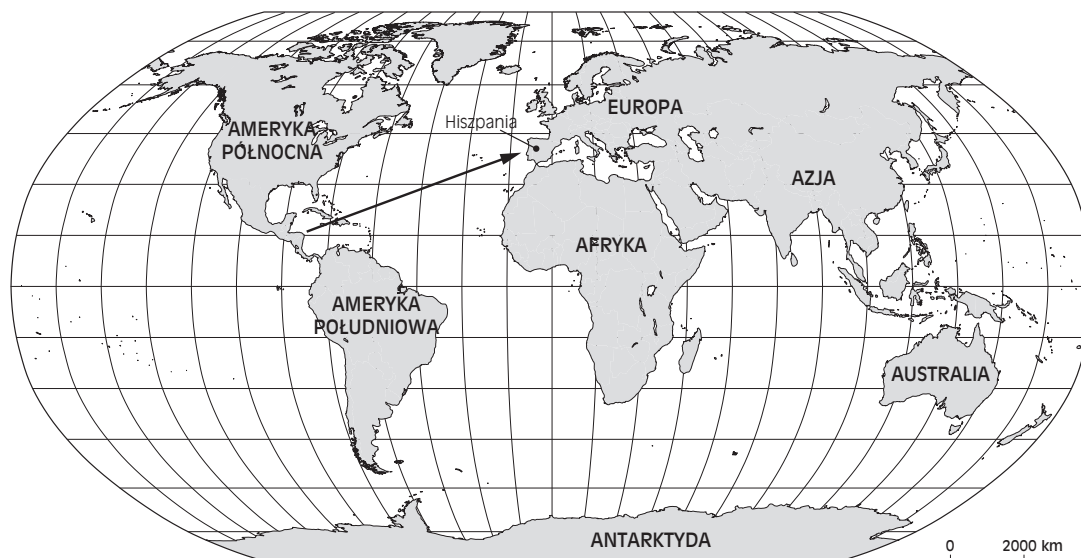 EUROPA
Hiszpania
AMERYKA
PÓŁNOCNA
AZJA
AFRYKA
AMERYKA
POŁUDNIOWA
AUSTRALIA
ANTARKTYDA
0 2000 km